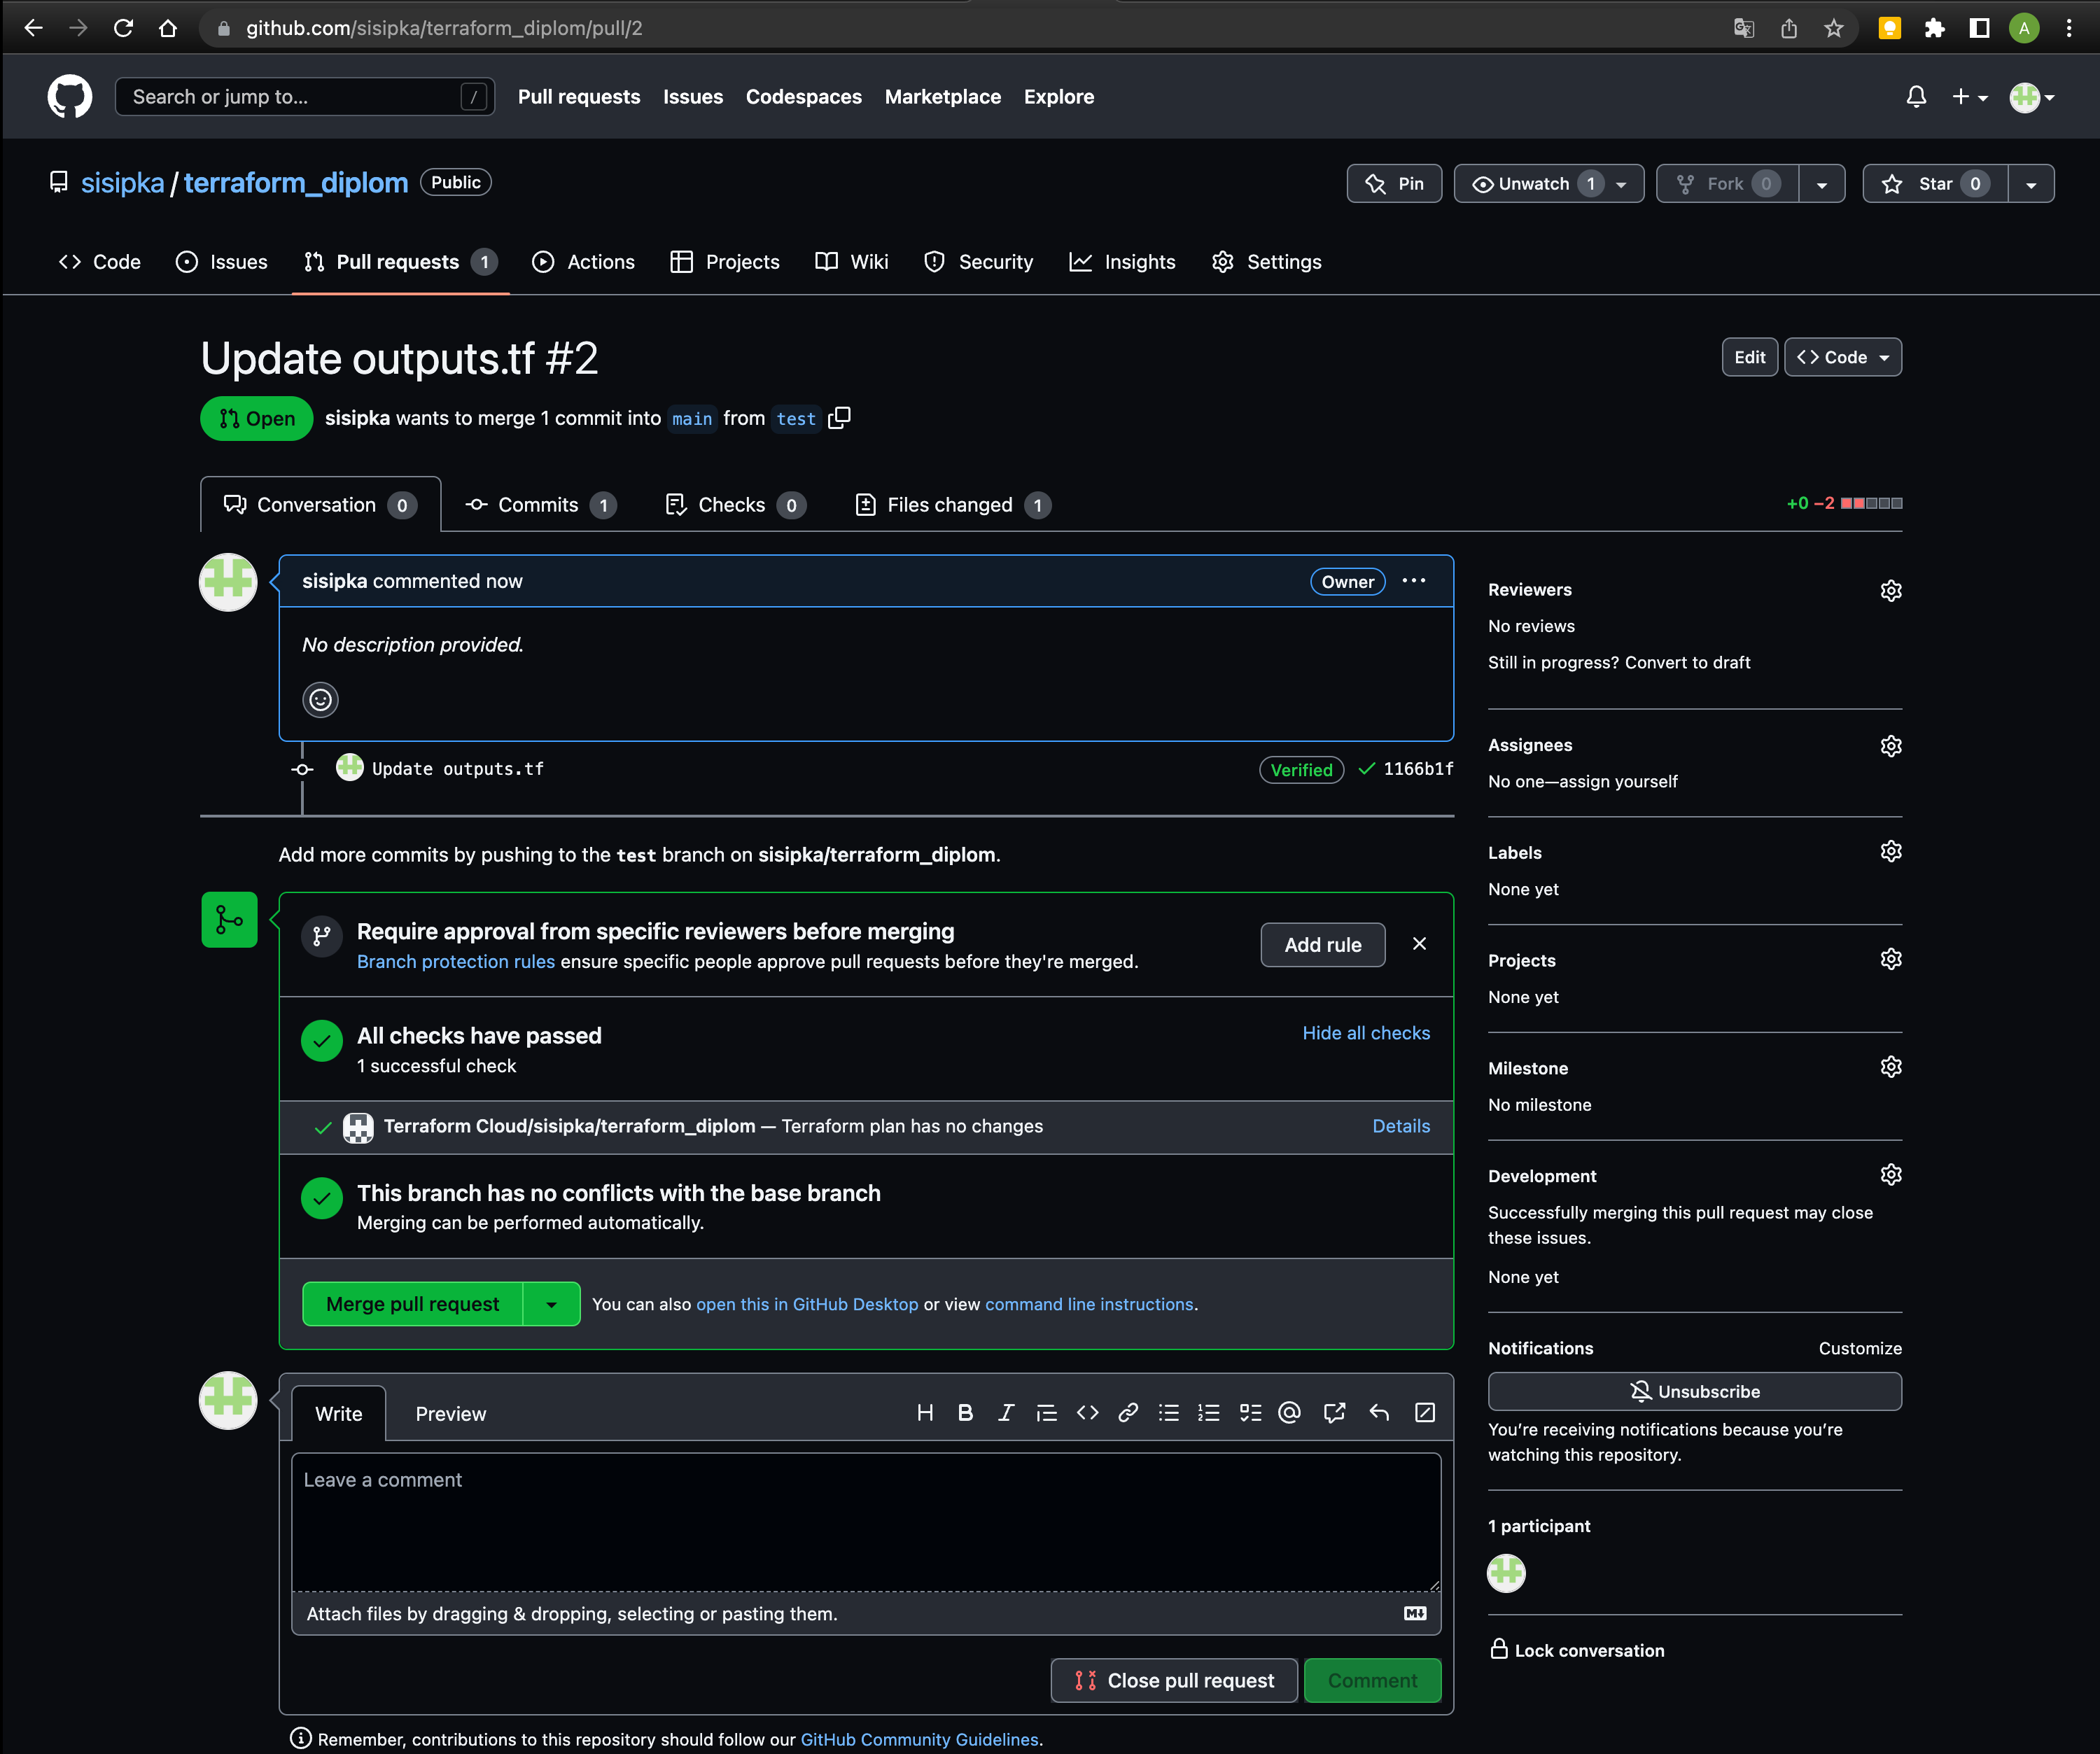 github.com/sisipka/terraform_diplom/pull/2
A
Search or jump to... /
Pull requests Issues Codespaces Marketplace Explore
sisipka / terraform_diplom Public
Pin Unwatch 1 Fork 0 Star 0
Code Issues Pull requests 1 Actions Projects Wiki Security Insights Settings
Update outputs.tf #2
Edit Code
Open sisipka wants to merge 1 commit into main from test
Conversation 0 Commits 1 Checks 0 Files changed 1 +0 −2
sisipka commented now Owner ...
No description provided.
Update outputs.tf Verified 1166b1f
Add more commits by pushing to the test branch on sisipka/terraform_diplom.
Require approval from specific reviewers before merging
Branch protection rules ensure specific people approve pull requests before they're merged.
Add rule
All checks have passed
1 successful check
Hide all checks
Terraform Cloud/sisipka/terraform_diplom — Terraform plan has no changes Details
This branch has no conflicts with the base branch
Merging can be performed automatically.
Merge pull request You can also open this in GitHub Desktop or view command line instructions.
Write Preview H B I
Leave a comment
Attach files by dragging & dropping, selecting or pasting them.
Close pull request Comment
Remember, contributions to this repository should follow our GitHub Community Guidelines.
Reviewers
No reviews
Still in progress? Convert to draft
Assignees
No one—assign yourself
Labels
None yet
Projects
None yet
Milestone
No milestone
Development
Successfully merging this pull request may close
these issues.
None yet
Notifications Customize
Unsubscribe
You're receiving notifications because you're
watching this repository.
1 participant
Lock conversation